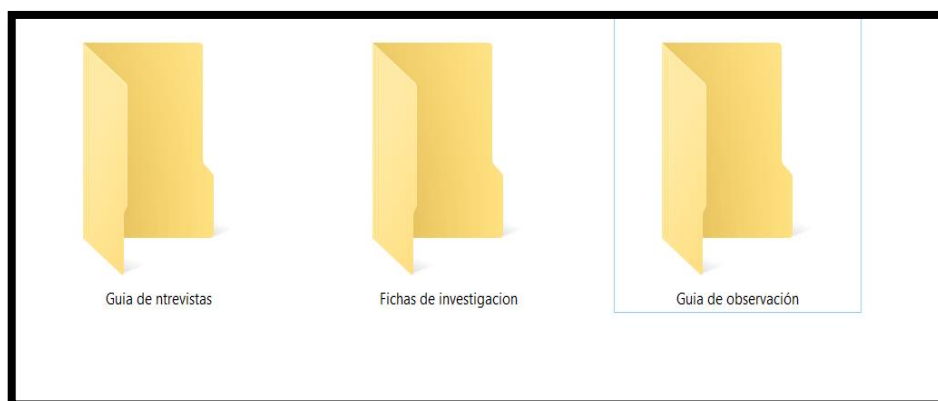 Guia de ntrevistas
Fichas de investigacion
Guia de observación